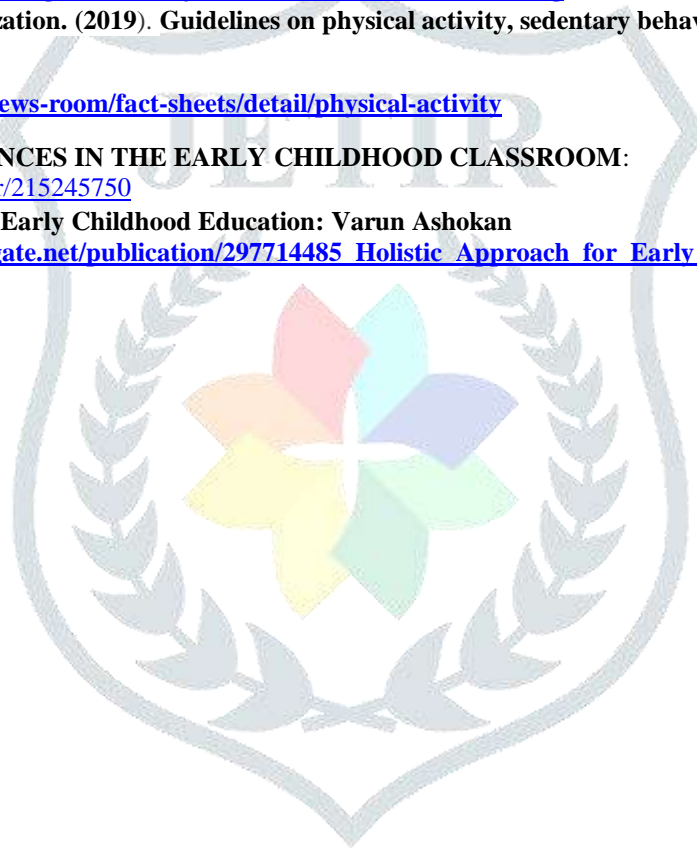 zation. (2019). Guidelines on physical activity, sedentary behav
ews-room/fact-sheets/detail/physical-activity
NCES IN THE EARLY CHILDHOOD CLASSROOM:
r/215245750
Early Childhood Education: Varun Ashokan
gate.net/publication/297714485_Holistic_Approach_for_Early_
JETIR